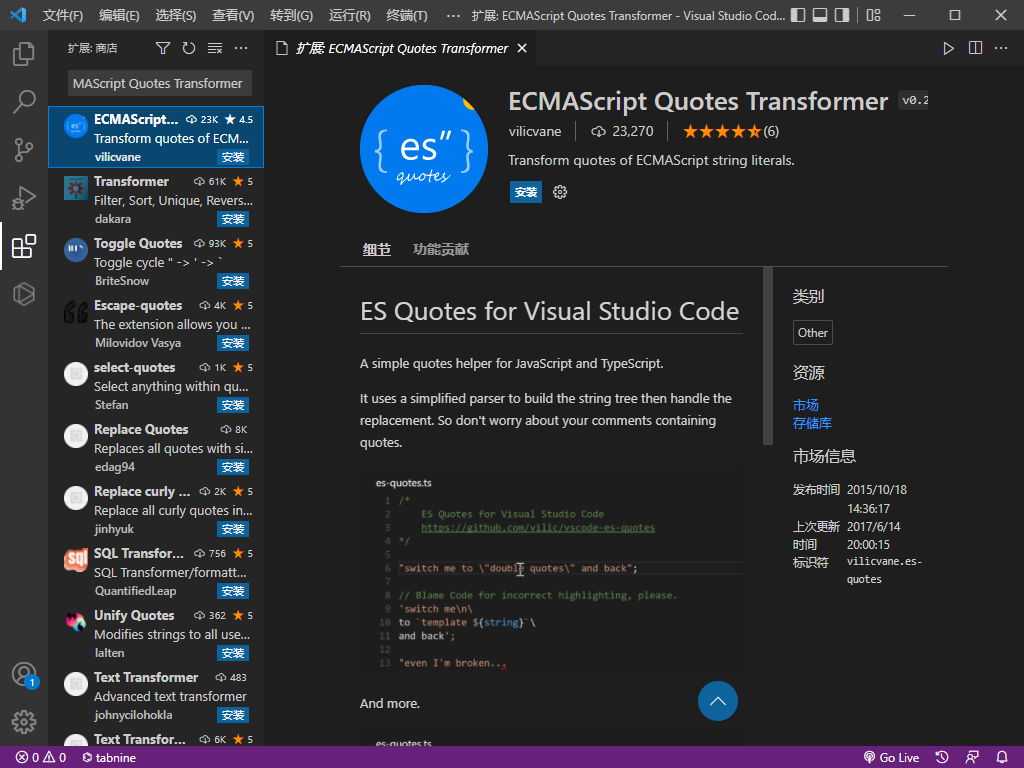 文件(F) 编辑(E) 选择(S) 查看(V) 转到(G) 运行(R) 终端(T) ··· 扩展: ECMAScript Quotes Transformer - Visual Studio Cod...
扩展: 商店
MAScript Quotes Transformer
ECMAScript... 23K ★ 4.5
Transform quotes of ECM...
vilicvane 安装
Transformer 61K ★ 5
Filter, Sort, Unique, Revers...
dakara 安装
Toggle Quotes 93K ★ 5
Toggle cycle " -> ' -> `
BriteSnow 安装
Escape-quotes 4K ★ 5
The extension allows you ...
Milovidov Vasya 安装
select-quotes 1K ★ 5
Select anything within qu...
Stefan 安装
Replace Quotes 8K
Replaces all quotes with si...
edag94 安装
Replace curly ... 2K ★ 5
Replace all curly quotes in...
jinhyuk 安装
sql
SQL Transfor... 756 ★ 5
SQL Transformer/formatt...
QuantifiedLeap 安装
Unify Quotes 362 ★ 5
Modifies strings to all use...
lalten 安装
Text Transformer 483
Advanced text transformer
johnycilohokla 安装
Text Transfor... 6K ★ 5
1
扩展: ECMAScript Quotes Transformer
{ es” }
quotes
ECMAScript Quotes Transformer v0.2
vilicvane 23,270 ★★★★★(6)
Transform quotes of ECMAScript string literals.
安装
细节 功能贡献
ES Quotes for Visual Studio Code
A simple quotes helper for JavaScript and TypeScript.
It uses a simplified parser to build the string tree then handle the
replacement. So don't worry about your comments containing
quotes.
es-quotes.ts
1 /*
2 ES Quotes for Visual Studio Code
3 https://github.com/vilic/vscode-es-quotes
4 */
5
6 "switch me to \"double quotes\" and back";
7
8 // Blame Code for incorrect highlighting, please.
9 'switch me\n\
10 to `template ${string}`\
11 and back';
12
13 "even I'm broken...
And more.
es-quotes.ts
类别
Other
资源
市场
存储库
市场信息
发布时间 2015/10/18
14:36:17
上次更新 2017/6/14
时间 20:00:15
标识符 vilicvane.es-
quotes
0 0 tabnine Go Live